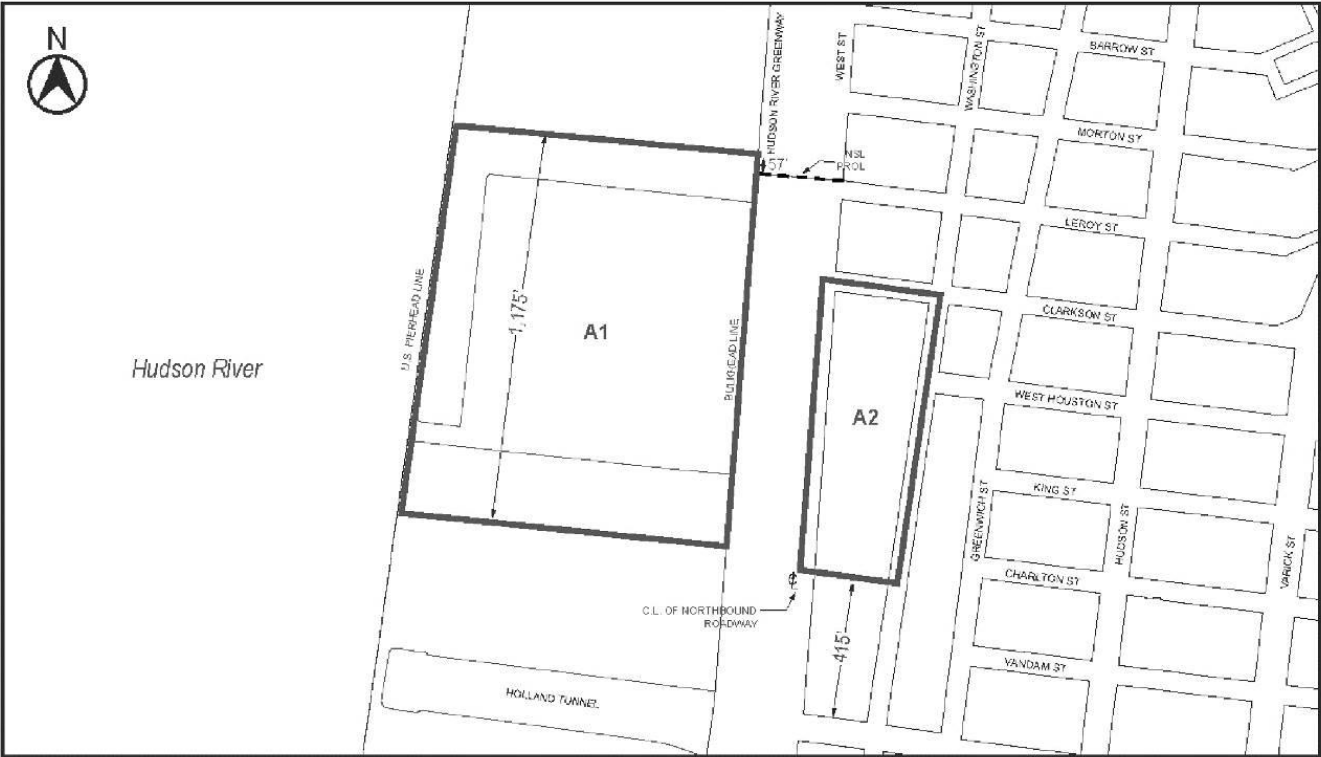 N
HUDSON RIVER GREENWAY
WEST ST
WASHINGTON ST
BARROW ST
MORTON ST
57'
NSL
PROL
LEROY ST
U.S. PIERHEAD LINE
1,175'
A1
BULKHEAD LINE
CLARKSON ST
Hudson River
A2
WEST HOUSTON ST
KING ST
GREENWICH ST
HUDSON ST
VARICK ST
CHARLTON ST
C.L. OF NORTHBOUND
ROADWAY
415'
VANDAM ST
HOLLAND TUNNEL